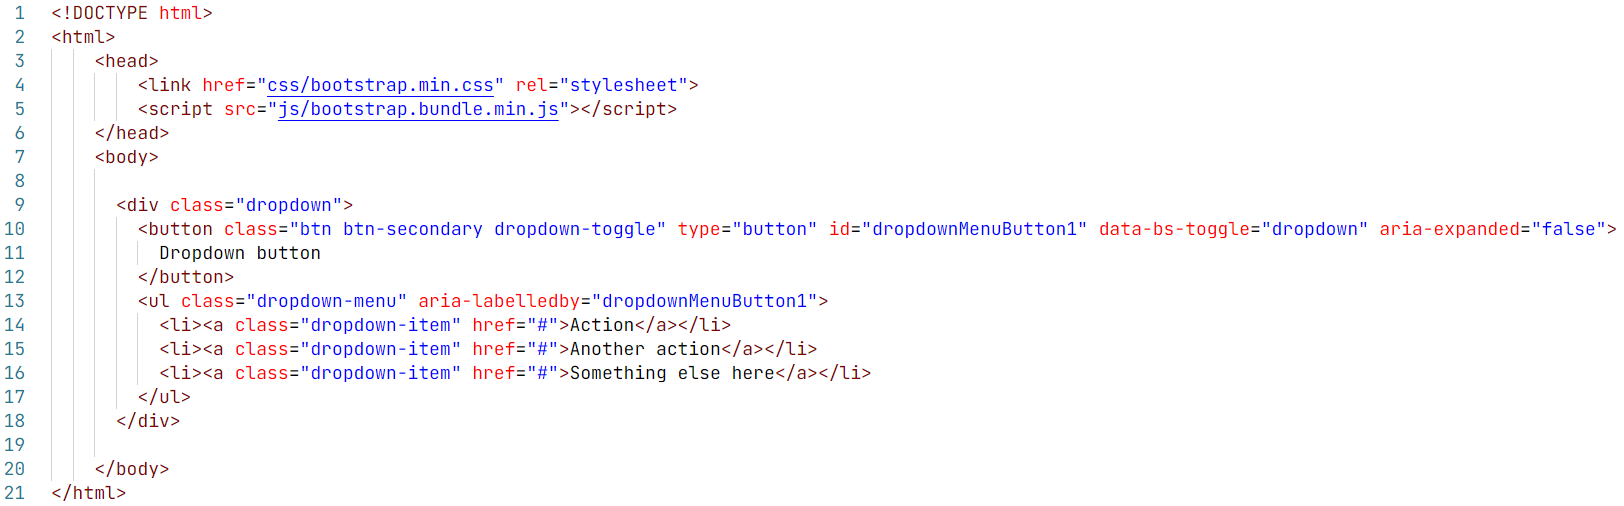 1 <!DOCTYPE html>
2 <html>
3 <head>
4 <link href="css/bootstrap.min.css" rel="stylesheet">
5 <script src="js/bootstrap.bundle.min.js"></script>
6 </head>
7 <body>
8
9 <div class="dropdown">
10 <button class="btn btn-secondary dropdown-toggle" type="button" id="dropdownMenuButton1" data-bs-toggle="dropdown" aria-expanded="false">
11 Dropdown button
12 </button>
13 <ul class="dropdown-menu" aria-labelledby="dropdownMenuButton1">
14 <li><a class="dropdown-item" href="#">Action</a></li>
15 <li><a class="dropdown-item" href="#">Another action</a></li>
16 <li><a class="dropdown-item" href="#">Something else here</a></li>
17 </ul>
18 </div>
19
20 </body>
21 </html>